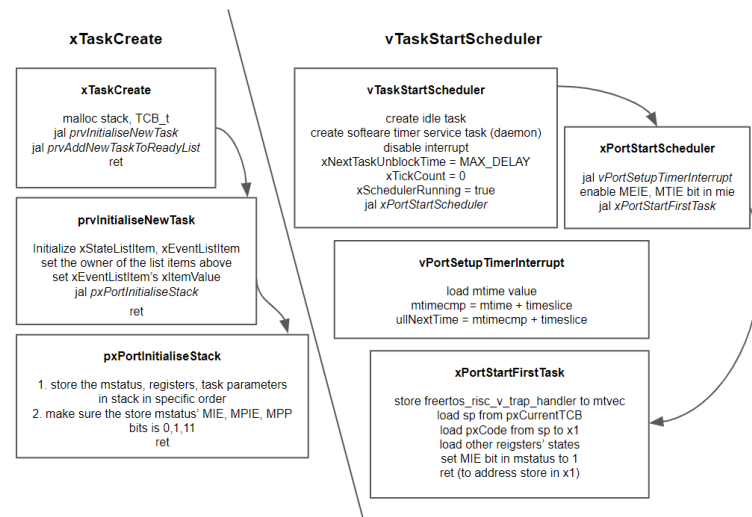 xTaskCreate
xTaskCreate
malloc stack, TCB_t
jal prvInitialiseNewTask
jal prvAddNewTaskToReadyList
ret
prvInitialiseNewTask
Initialize xStateListItem, xEventListItem
set the owner of the list items above
set xEventListItem's xItemValue
jal pxPortInitialiseStack
ret
pxPortInitialiseStack
1. store the mstatus, registers, task parameters
in stack in specific order
2. make sure the store mstatus' MIE, MPIE, MPP
bits is 0,1,11
ret
vTaskStartScheduler
vTaskStartScheduler
create idle task
create softeare timer service task (daemon)
disable interrupt
xNextTaskUnblockTime = MAX_DELAY
xTickCount = 0
xSchedulerRunning = true
jal xPortStartScheduler
xPortStartScheduler
jal vPortSetupTimerInterrupt
enable MEIE, MTIE bit in mie
jal xPortStartFirstTask
vPortSetupTimerInterrupt
load mtime value
mtimecmp = mtime + timeslice
ullNextTime = mtimecmp + timeslice
xPortStartFirstTask
store freertos_risc_v_trap_handler to mtvec
load sp from pxCurrentTCB
load pxCode from sp to x1
load other reigsters' states
set MIE bit in mstatus to 1
ret (to address store in x1)